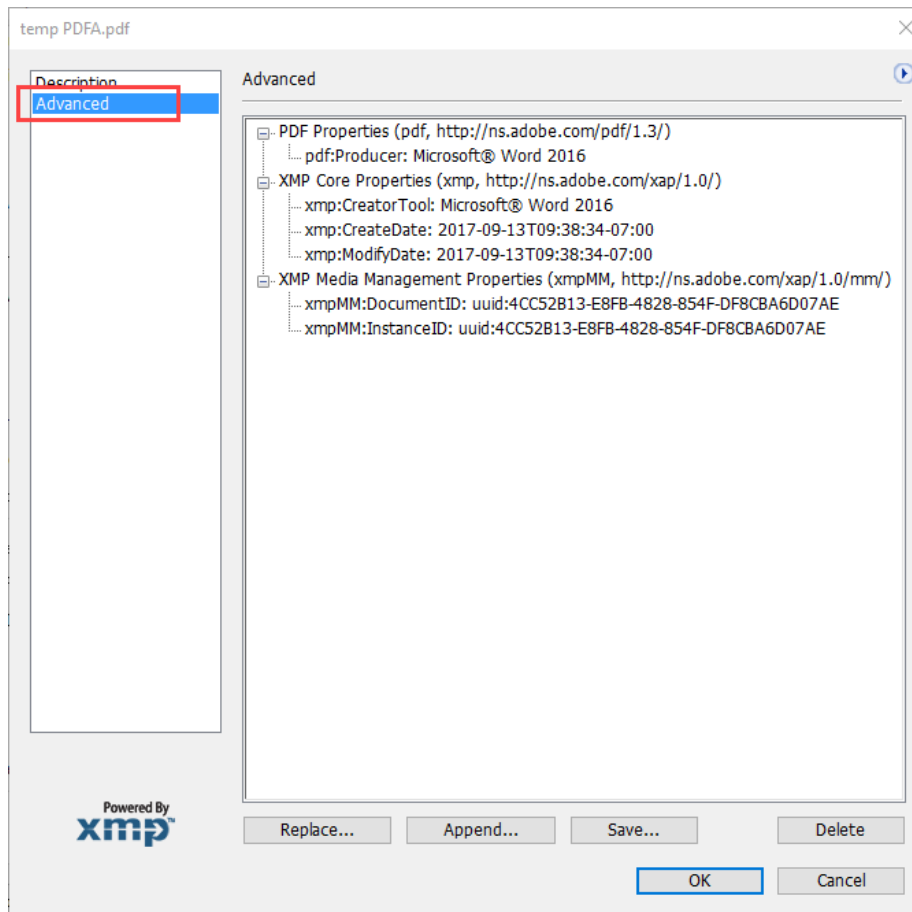 temp PDFA.pdf
Description
Advanced
Advanced
PDF Properties (pdf, http://ns.adobe.com/pdf/1.3/)
pdf:Producer: Microsoft® Word 2016
XMP Core Properties (xmp, http://ns.adobe.com/xap/1.0/)
xmp:CreatorTool: Microsoft® Word 2016
xmp:CreateDate: 2017-09-13T09:38:34-07:00
xmp:ModifyDate: 2017-09-13T09:38:34-07:00
XMP Media Management Properties (xmpMM, http://ns.adobe.com/xap/1.0/mm/)
xmpMM:DocumentID: uuid:4CC52B13-E8FB-4828-854F-DF8CBA6D07AE
xmpMM:InstanceID: uuid:4CC52B13-E8FB-4828-854F-DF8CBA6D07AE
Powered By
xmp™
Replace... Append... Save... Delete
OK Cancel